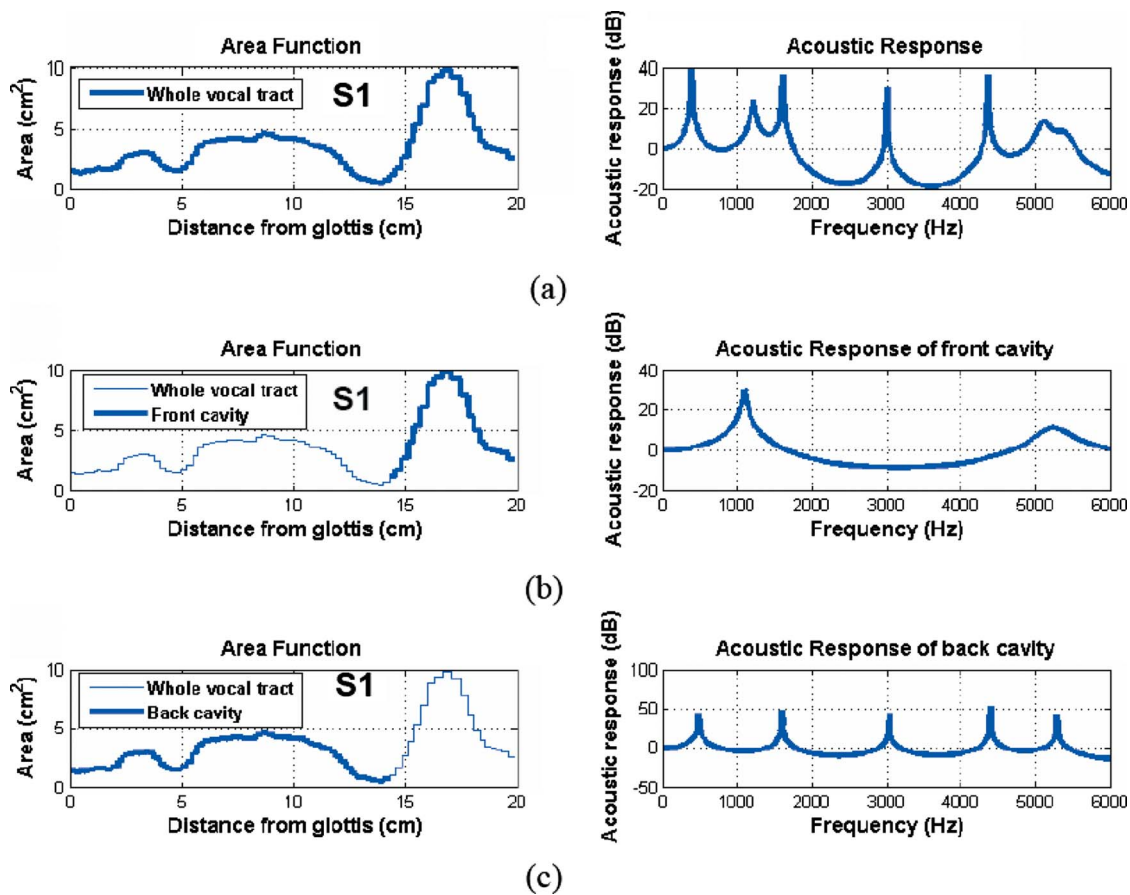 Area Function
Area (cm²)
10
5
0
Whole vocal tract
S1
0 5 10 15 20
Distance from glottis (cm)
Acoustic Response
Acoustic response (dB)
40
20
0
-20
0 1000 2000 3000 4000 5000 6000
Frequency (Hz)
(a)
Area Function
Area (cm²)
10
5
0
Whole vocal tract
Front cavity
S1
0 5 10 15 20
Distance from glottis (cm)
Acoustic Response of front cavity
Acoustic response (dB)
40
20
0
-20
0 1000 2000 3000 4000 5000 6000
Frequency (Hz)
(b)
Area Function
Area (cm²)
10
5
0
Whole vocal tract
Back cavity
S1
0 5 10 15 20
Distance from glottis (cm)
Acoustic Response of back cavity
Acoustic response (dB)
100
50
0
-50
0 1000 2000 3000 4000 5000 6000
Frequency (Hz)
(c)